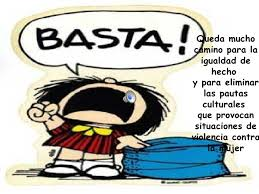 BASTA!
Queda mucho
camino para la
igualdad de
hecho
y para eliminar
las pautas
culturales
que provocan
situaciones de
violencia contra
la mujer